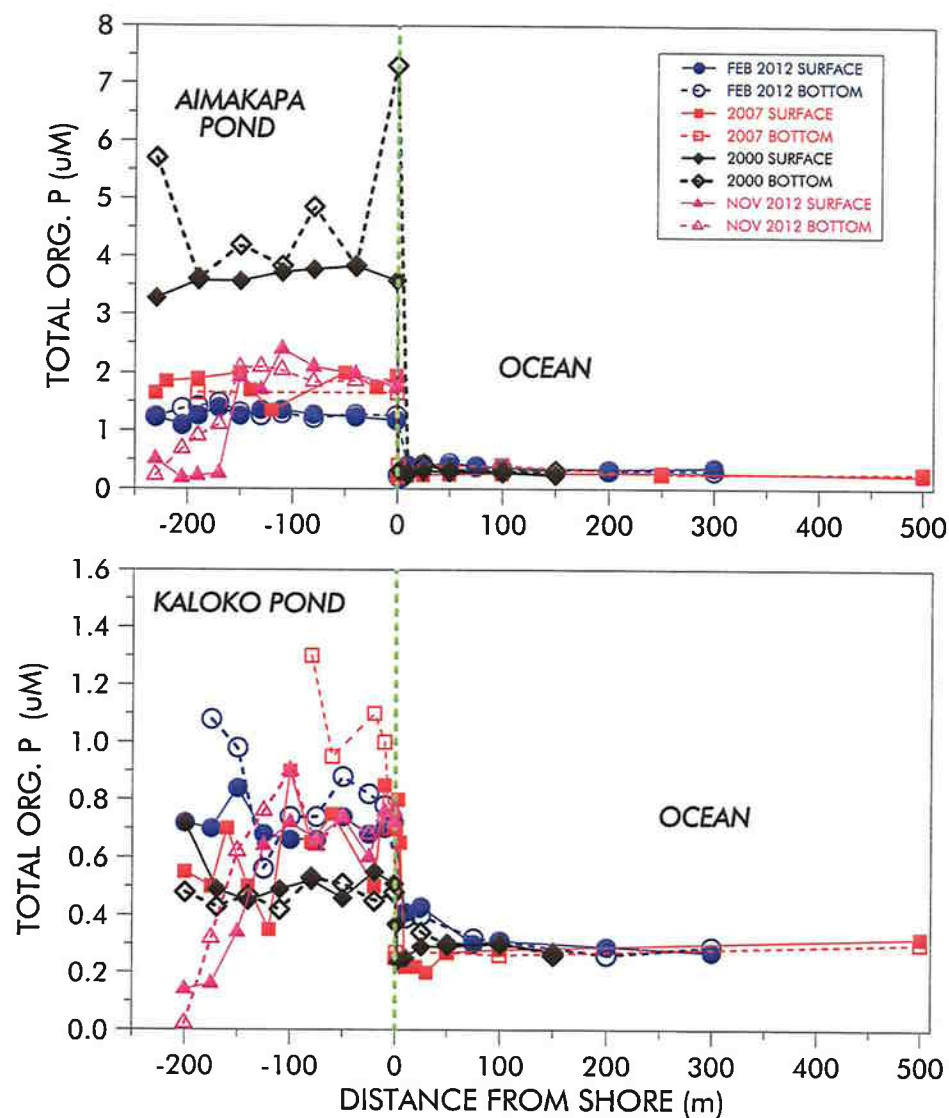 8
7
6
5
4
3
2
1
0
TOTAL ORG. P (uM)
AIMAKAPA
POND
OCEAN
FEB 2012 SURFACE
FEB 2012 BOTTOM
2007 SURFACE
2007 BOTTOM
2000 SURFACE
2000 BOTTOM
NOV 2012 SURFACE
NOV 2012 BOTTOM
-200 -100 0 100 200 300 400 500
1.6
1.4
1.2
1.0
0.8
0.6
0.4
0.2
0.0
TOTAL ORG. P (uM)
KALOKO POND
OCEAN
-200 -100 0 100 200 300 400 500
DISTANCE FROM SHORE (m)